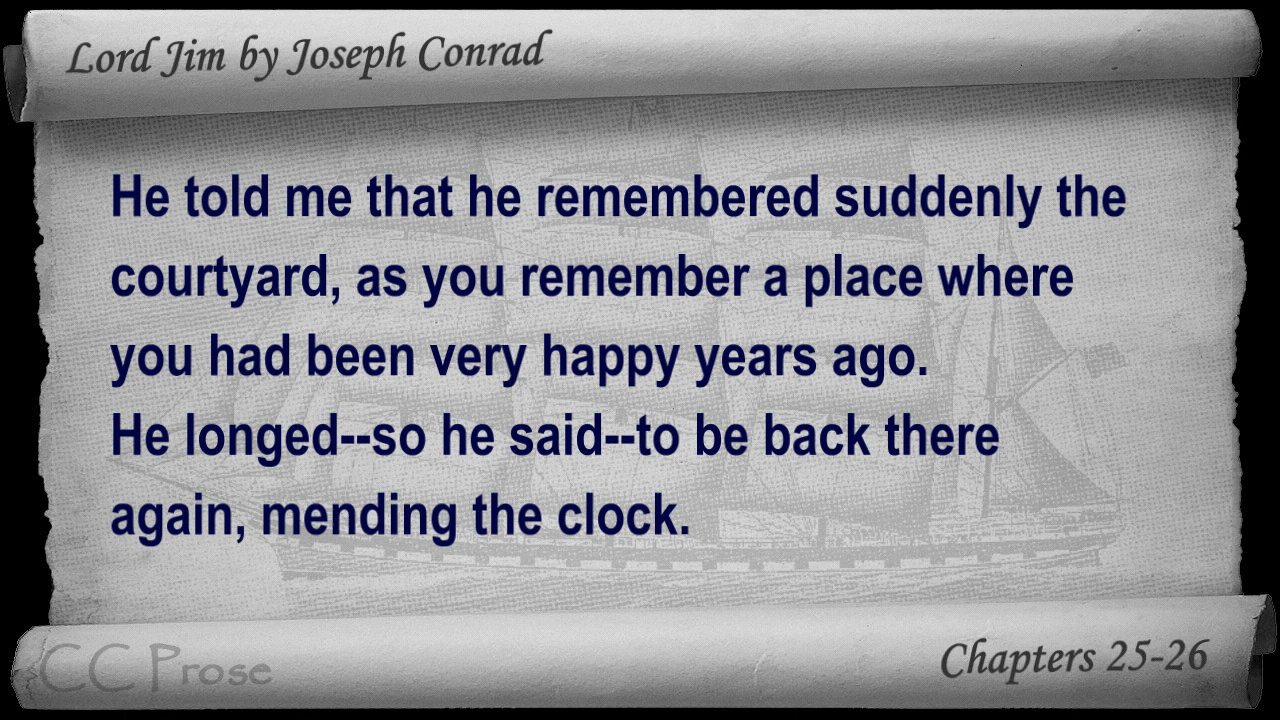 Lord Jim by Joseph Conrad
He told me that he remembered suddenly the
courtyard, as you remember a place where
you had been very happy years ago.
He longed--so he said--to be back there
again, mending the clock.
CC Prose
Chapters 25-26